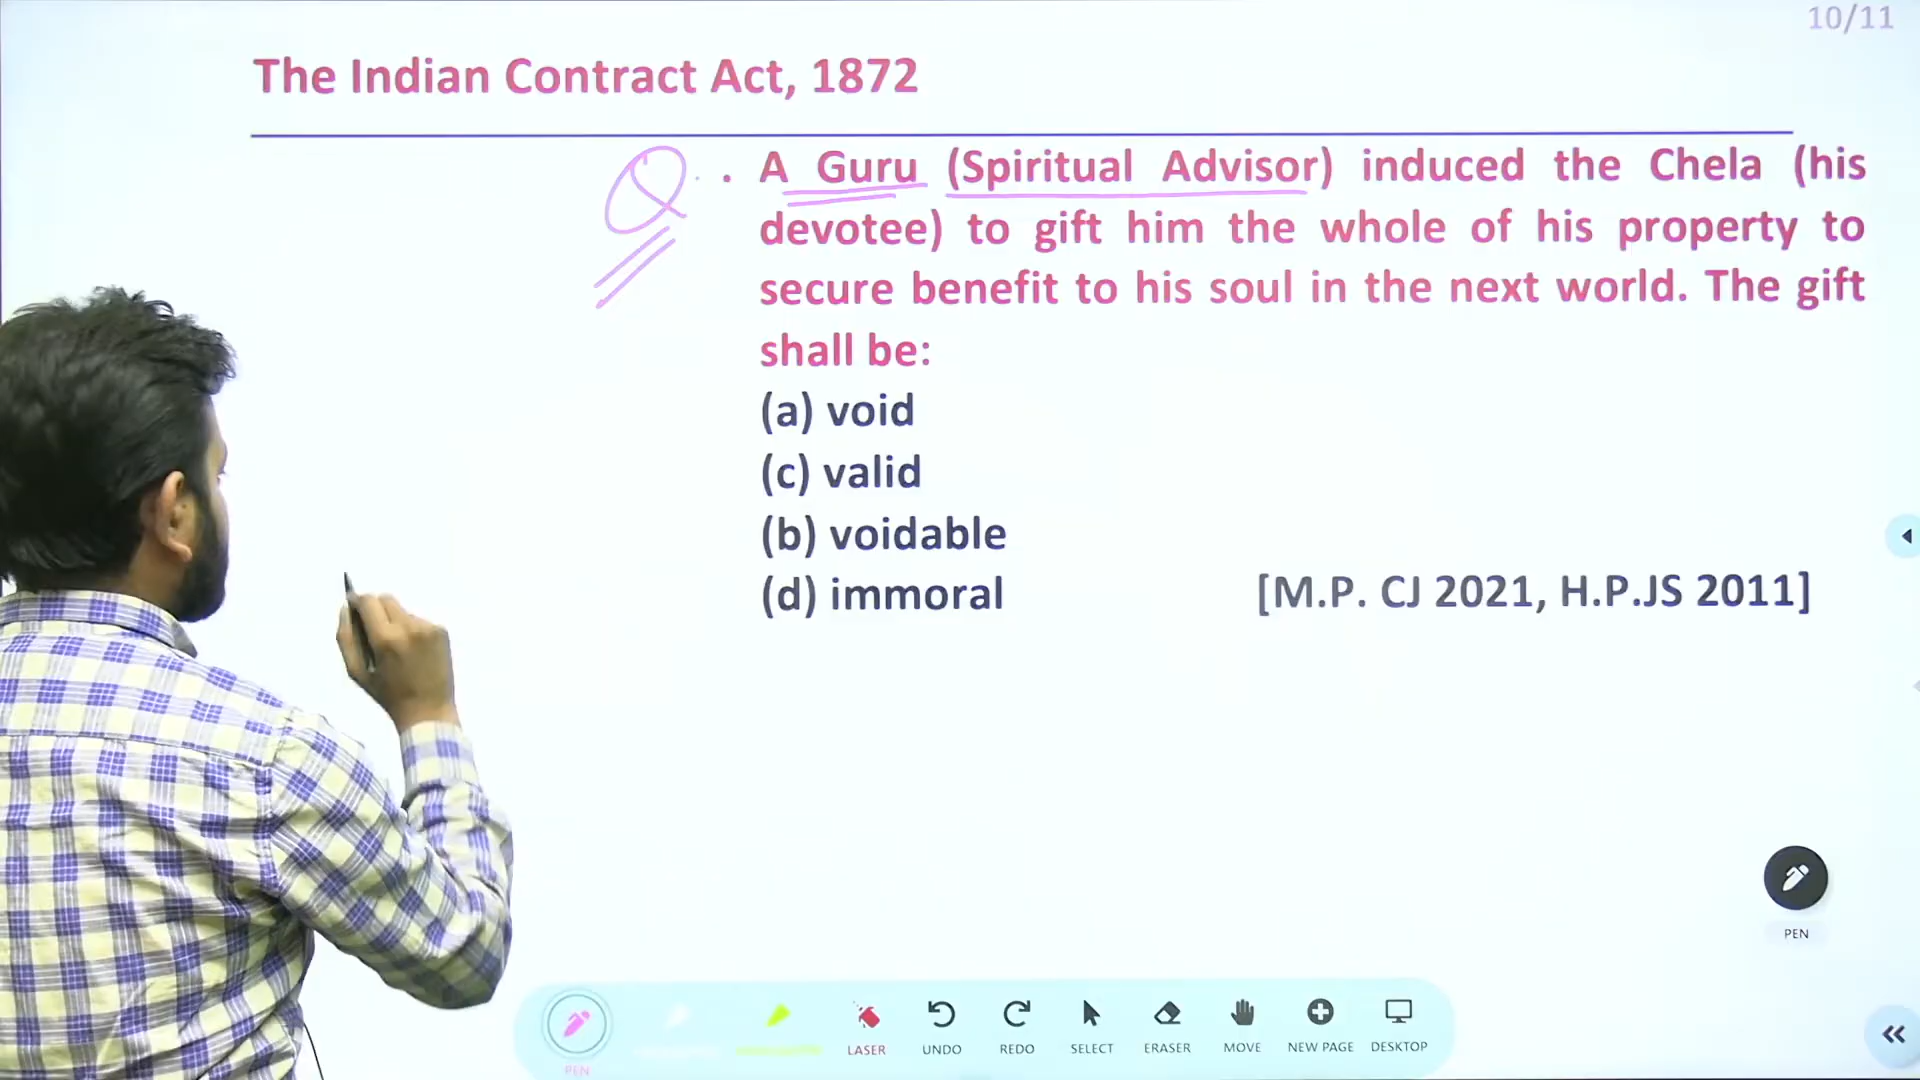 10/11
The Indian Contract Act, 1872
Q . A Guru (Spiritual Advisor) induced the Chela (his
devotee) to gift him the whole of his property to
secure benefit to his soul in the next world. The gift
shall be:
(a) void
(c) valid
(b) voidable
(d) immoral [M.P. CJ 2021, H.P.JS 2011]
PEN
PEN
LASER
UNDO
REDO
SELECT
ERASER
MOVE
NEW PAGE
DESKTOP